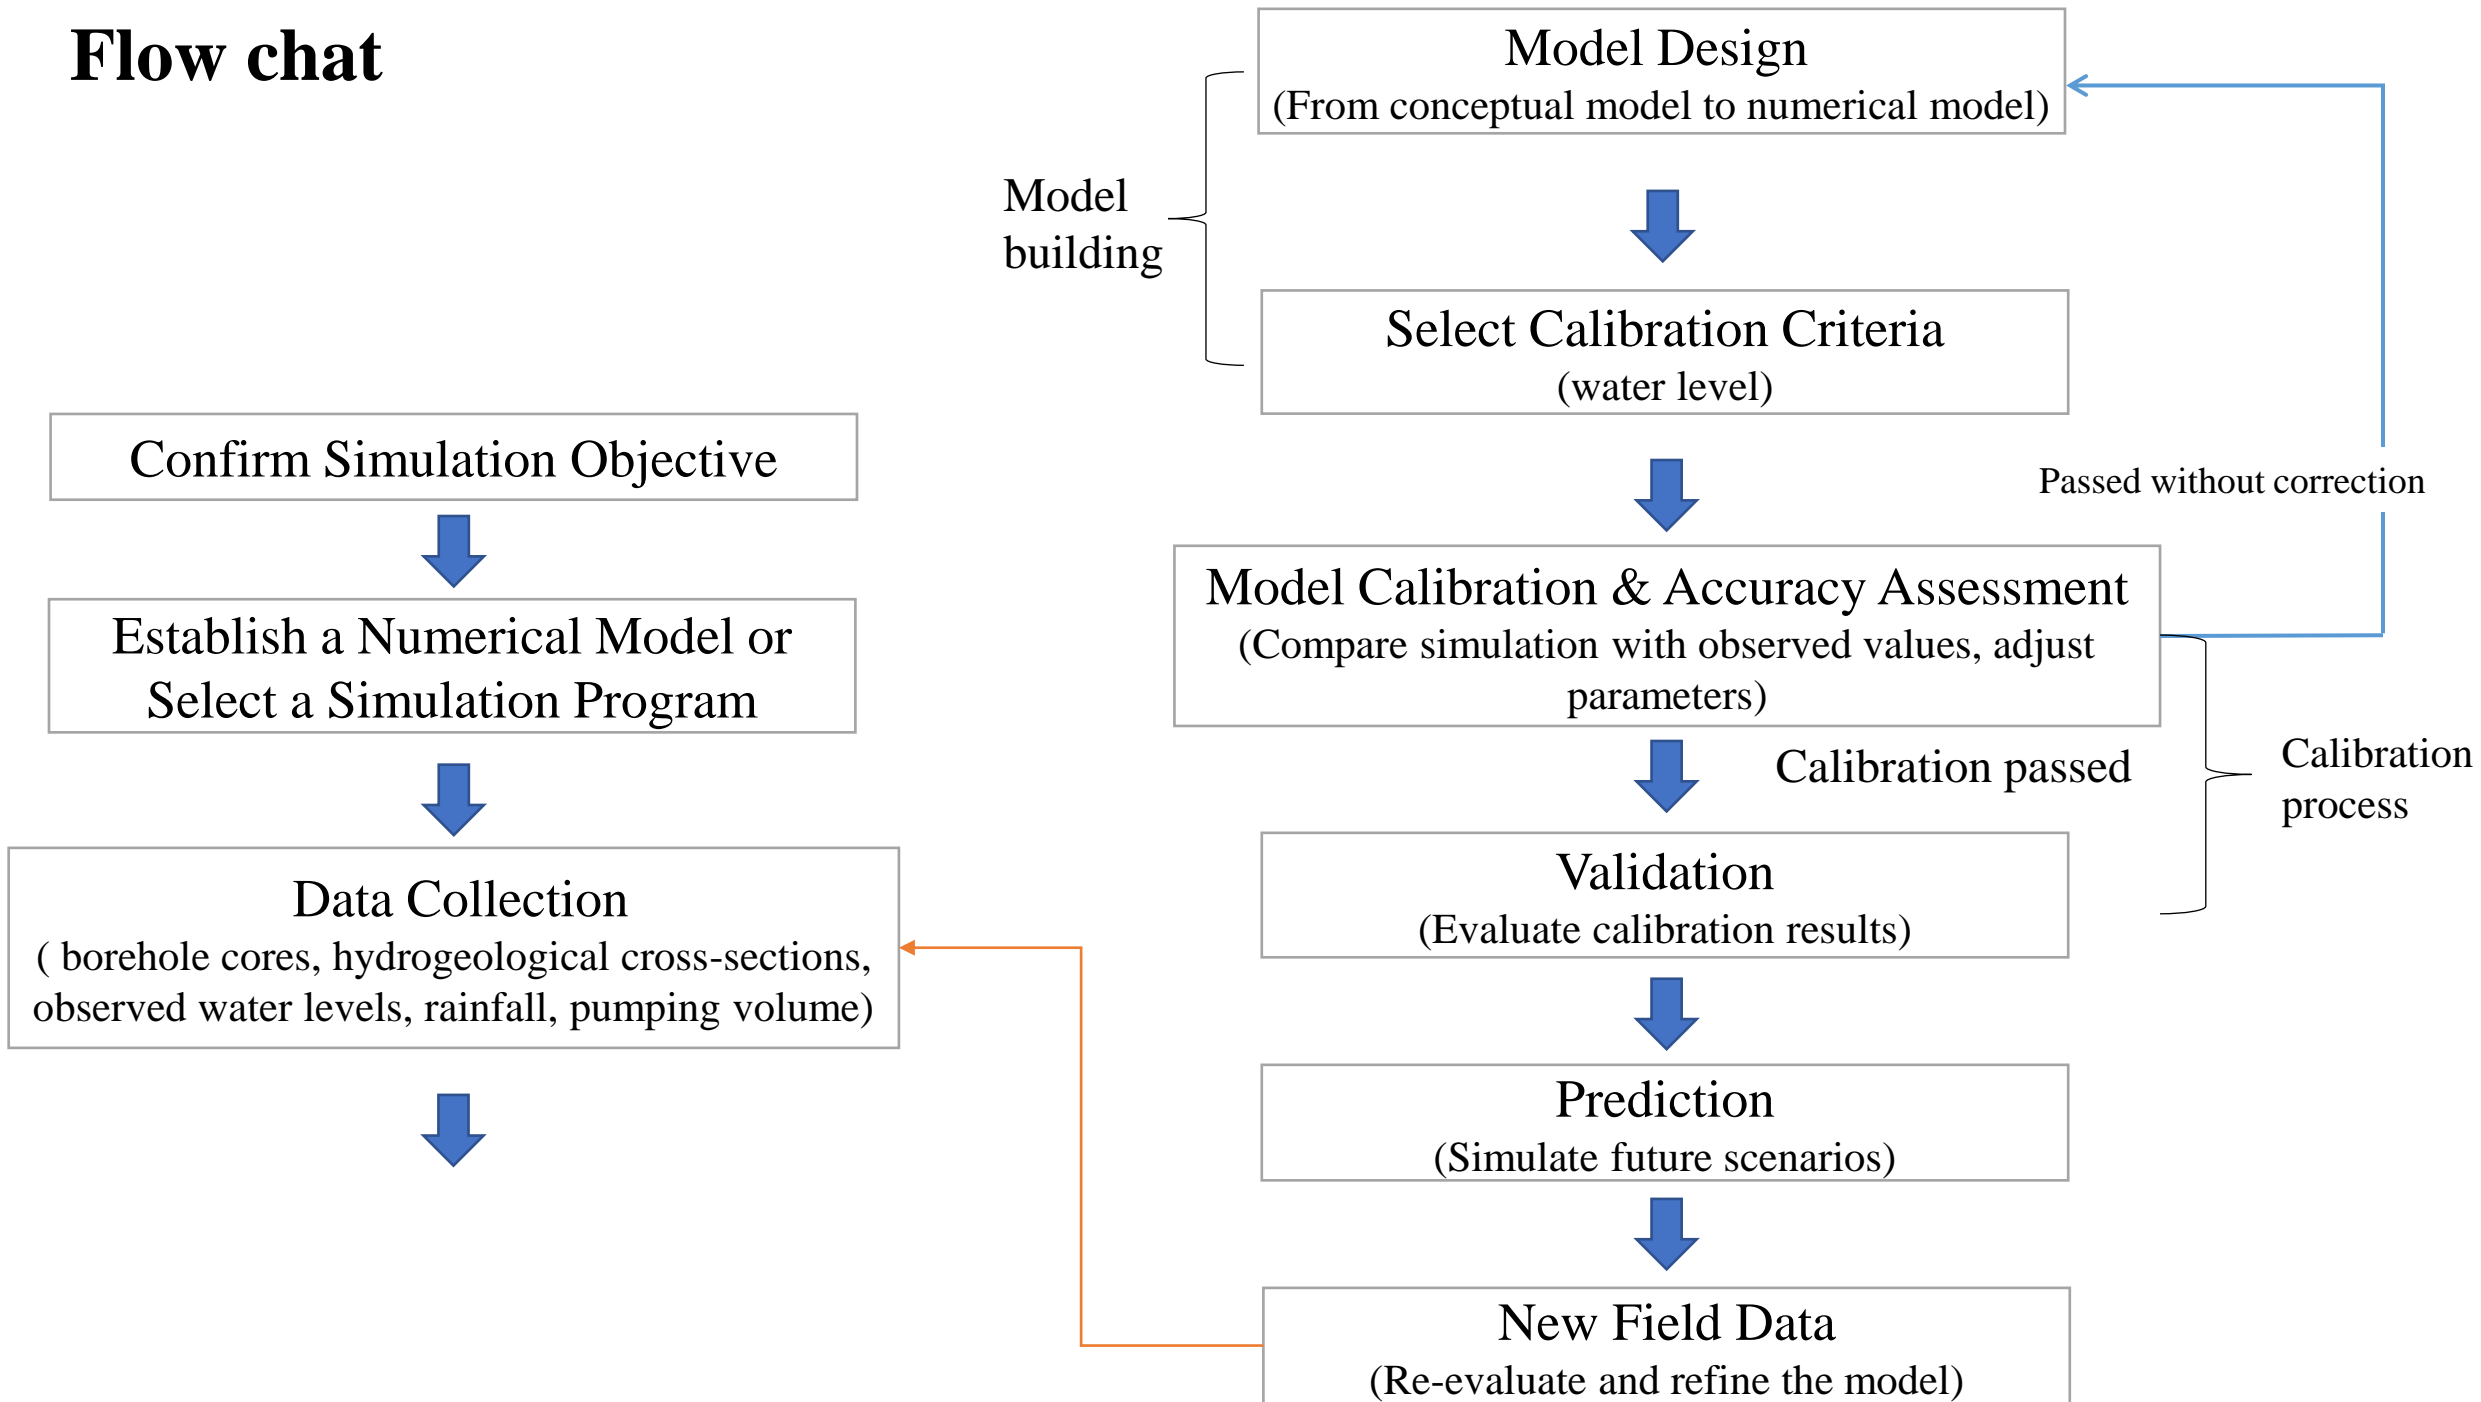 Flow chat
Confirm Simulation Objective
Establish a Numerical Model or
Select a Simulation Program
Data Collection
( borehole cores, hydrogeological cross-sections,
observed water levels, rainfall, pumping volume)
Model Design
(From conceptual model to numerical model)
Model
building
Select Calibration Criteria
(water level)
Passed without correction
Model Calibration & Accuracy Assessment
(Compare simulation with observed values, adjust
parameters)
Calibration passed
Calibration
process
Validation
(Evaluate calibration results)
Prediction
(Simulate future scenarios)
New Field Data
(Re-evaluate and refine the model)